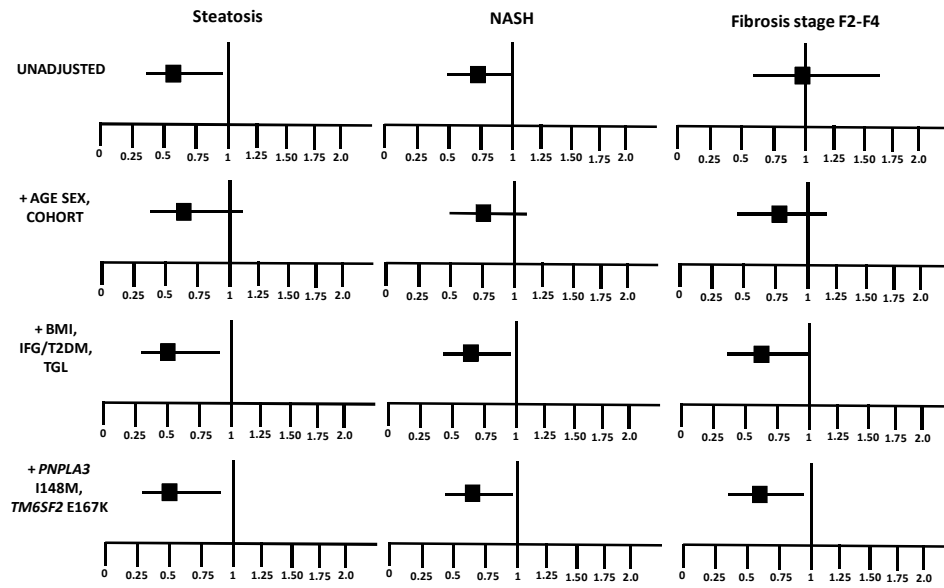 Steatosis NASH Fibrosis stage F2-F4
UNADJUSTED
0 0.25 0.5 0.75 1 1.25 1.50 1.75 2.0 0 0.25 0.5 0.75 1 1.25 1.50 1.75 2.0 0 0.25 0.5 0.75 1 1.25 1.50 1.75 2.0
+ AGE SEX,
COHORT
0 0.25 0.5 0.75 1 1.25 1.50 1.75 2.0 0 0.25 0.5 0.75 1 1.25 1.50 1.75 2.0 0 0.25 0.5 0.75 1 1.25 1.50 1.75 2.0
+ BMI,
IFG/T2DM,
TGL
0 0.25 0.5 0.75 1 1.25 1.50 1.75 2.0 0 0.25 0.5 0.75 1 1.25 1.50 1.75 2.0 0 0.25 0.5 0.75 1 1.25 1.50 1.75 2.0
+ PNPLA3
I148M,
TM6SF2 E167K
0 0.25 0.5 0.75 1 1.25 1.50 1.75 2.0 0 0.25 0.5 0.75 1 1.25 1.50 1.75 2.0 0 0.25 0.5 0.75 1 1.25 1.50 1.75 2.0